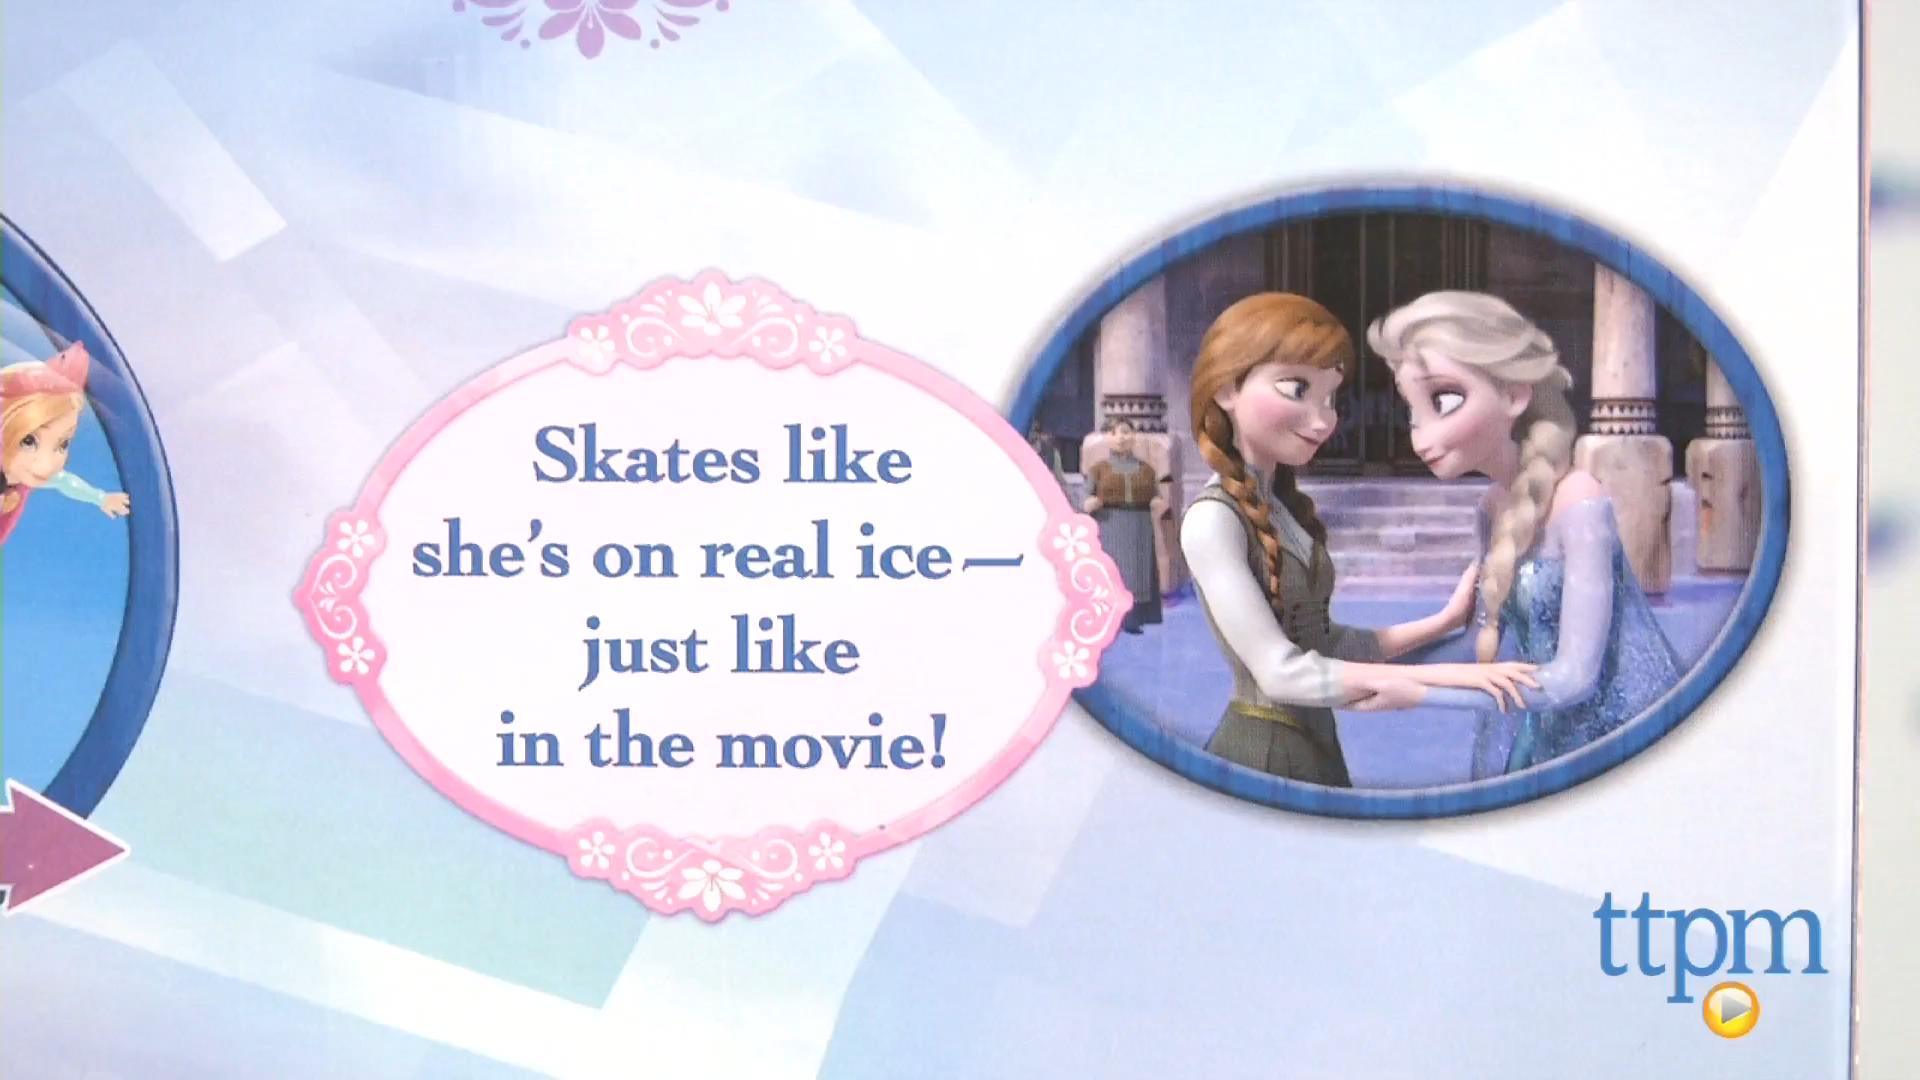 Skates like
she's on real ice—
just like
in the movie!
ttpm